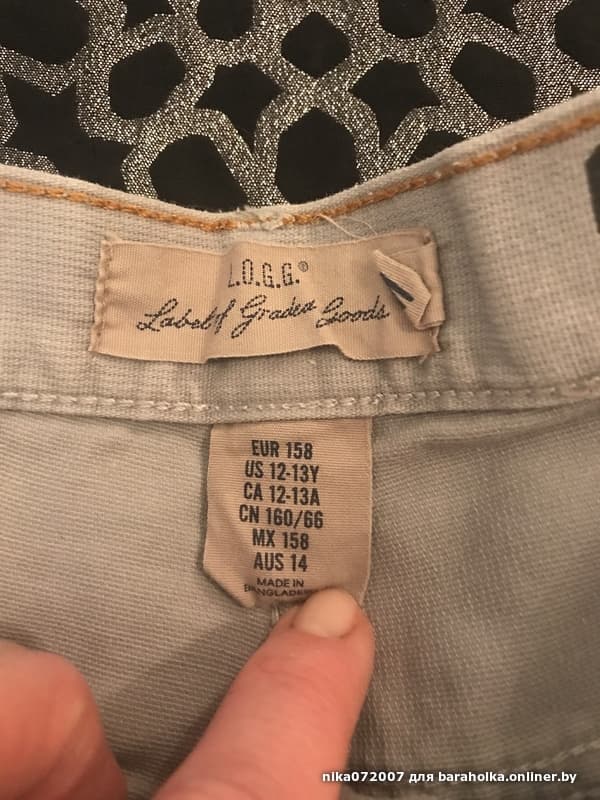 L.O.G.G.®
Label of Graded Goods
EUR 158
US 12-13Y
CA 12-13A
CN 160/66
MX 158
AUS 14
MADE IN
nika072007 для baraholka.onliner.by